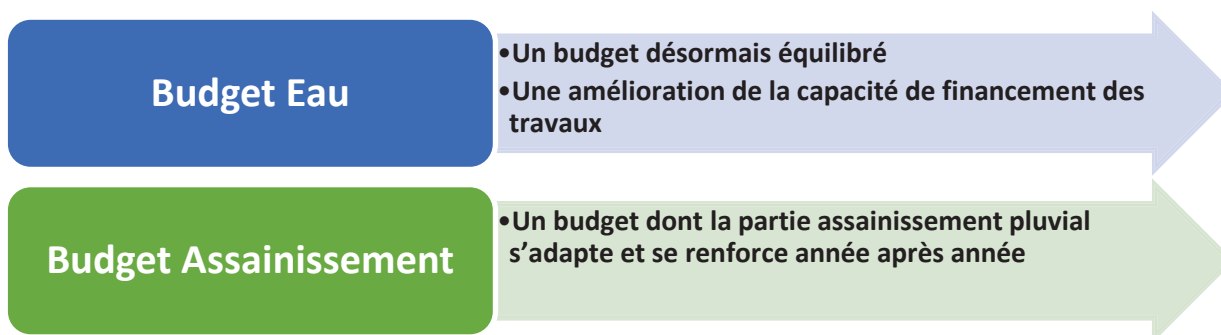 Budget Eau
•Un budget désormais équilibré
•Une amélioration de la capacité de financement des
travaux
Budget Assainissement
•Un budget dont la partie assainissement pluvial
s’adapte et se renforce année après année